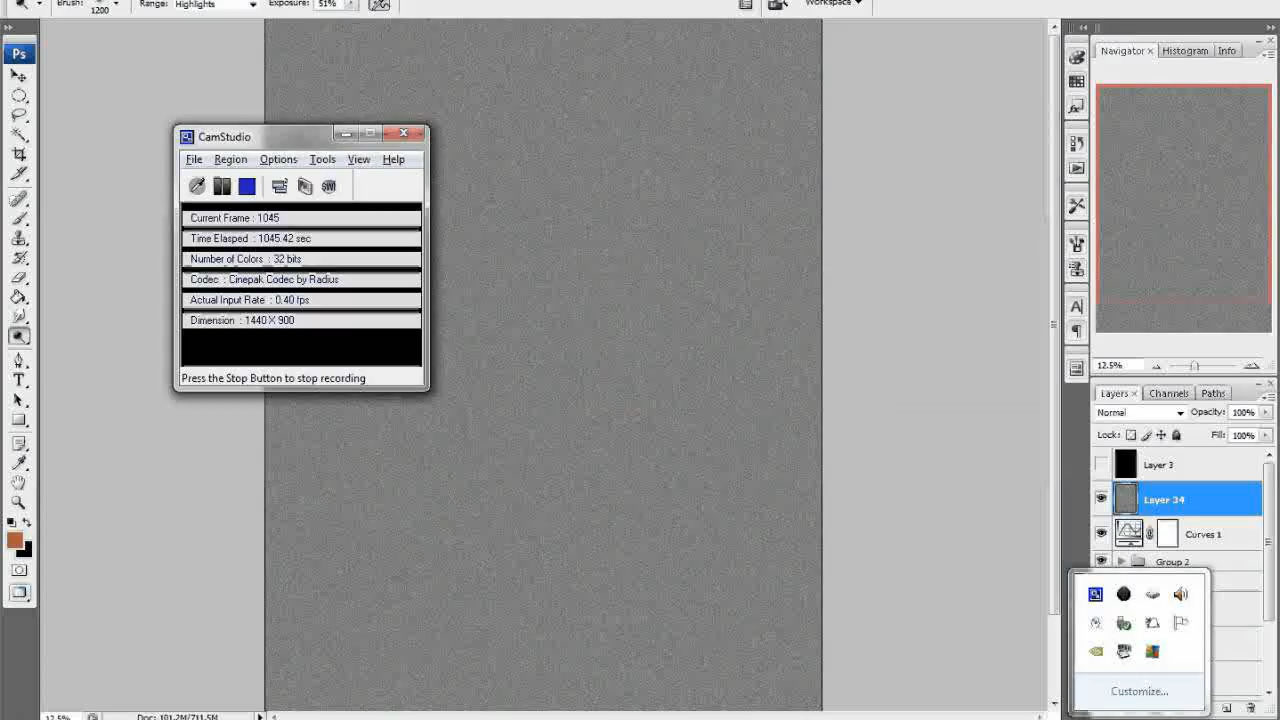 Brush: 1200 Range: Highlights Exposure: 51% Workspace
Ps
Navigator Histogram Info
CamStudio
File Region Options Tools View Help
Current Frame : 1045
Time Elasped : 1045.42 sec
Number of Colors : 32 bits
Codec : Cinepak Codec by Radius
Actual Input Rate : 0.40 fps
Dimension : 1440 X 900
Press the Stop Button to stop recording
12.5%
Layers Channels Paths
Normal Opacity: 100%
Lock: Fill: 100%
Layer 3
Layer 34
Curves 1
Group 2
Customize...
12.5% Doc: 101.2M/711.5M